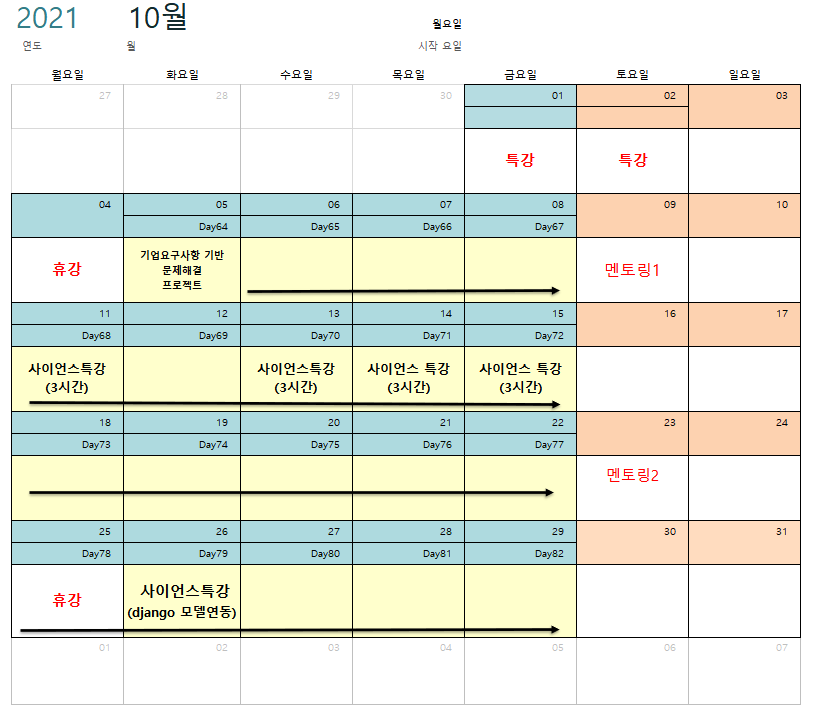 2021 10월 월요일
연도 월 시작 요일
월요일 화요일 수요일 목요일 금요일 토요일 일요일
27 28 29 30 01 02 03
특강 특강
04 05 06 07 08 09 10
Day64 Day65 Day66 Day67
휴강
기업요구사항 기반
문제해결
프로젝트
멘토링1
11 12 13 14 15 16 17
Day68 Day69 Day70 Day71 Day72
사이언스특강 사이언스특강 사이언스 특강 사이언스 특강
(3시간) (3시간) (3시간) (3시간)
18 19 20 21 22 23 24
Day73 Day74 Day75 Day76 Day77
멘토링2
25 26 27 28 29 30 31
Day78 Day79 Day80 Day81 Day82
휴강
사이언스특강
(django 모델연동)
01 02 03 04 05 06 07